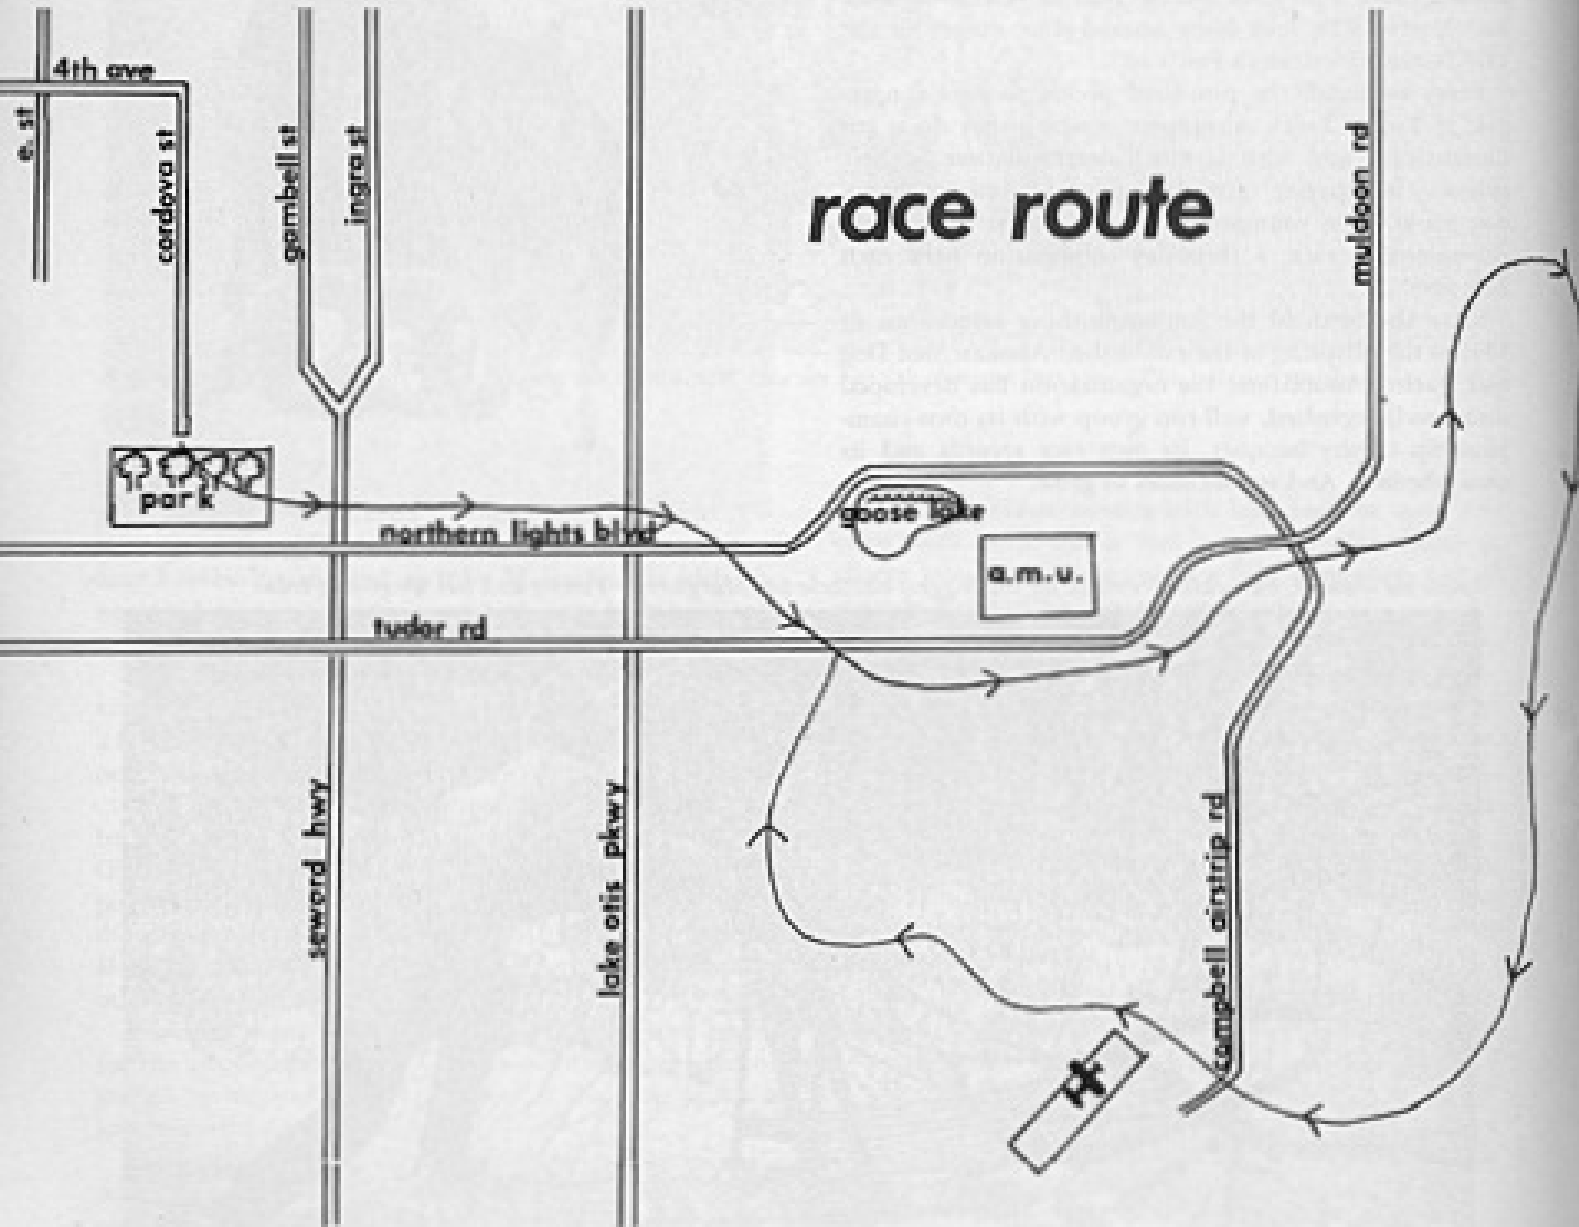 4th ave
e. st
cordova st
gambell st
ingra st
race route
muldoon rd
park
northern lights blvd
goose lake
a.m.u.
tudor rd
seward hwy
lake otis pkwy
campbell airstrip rd